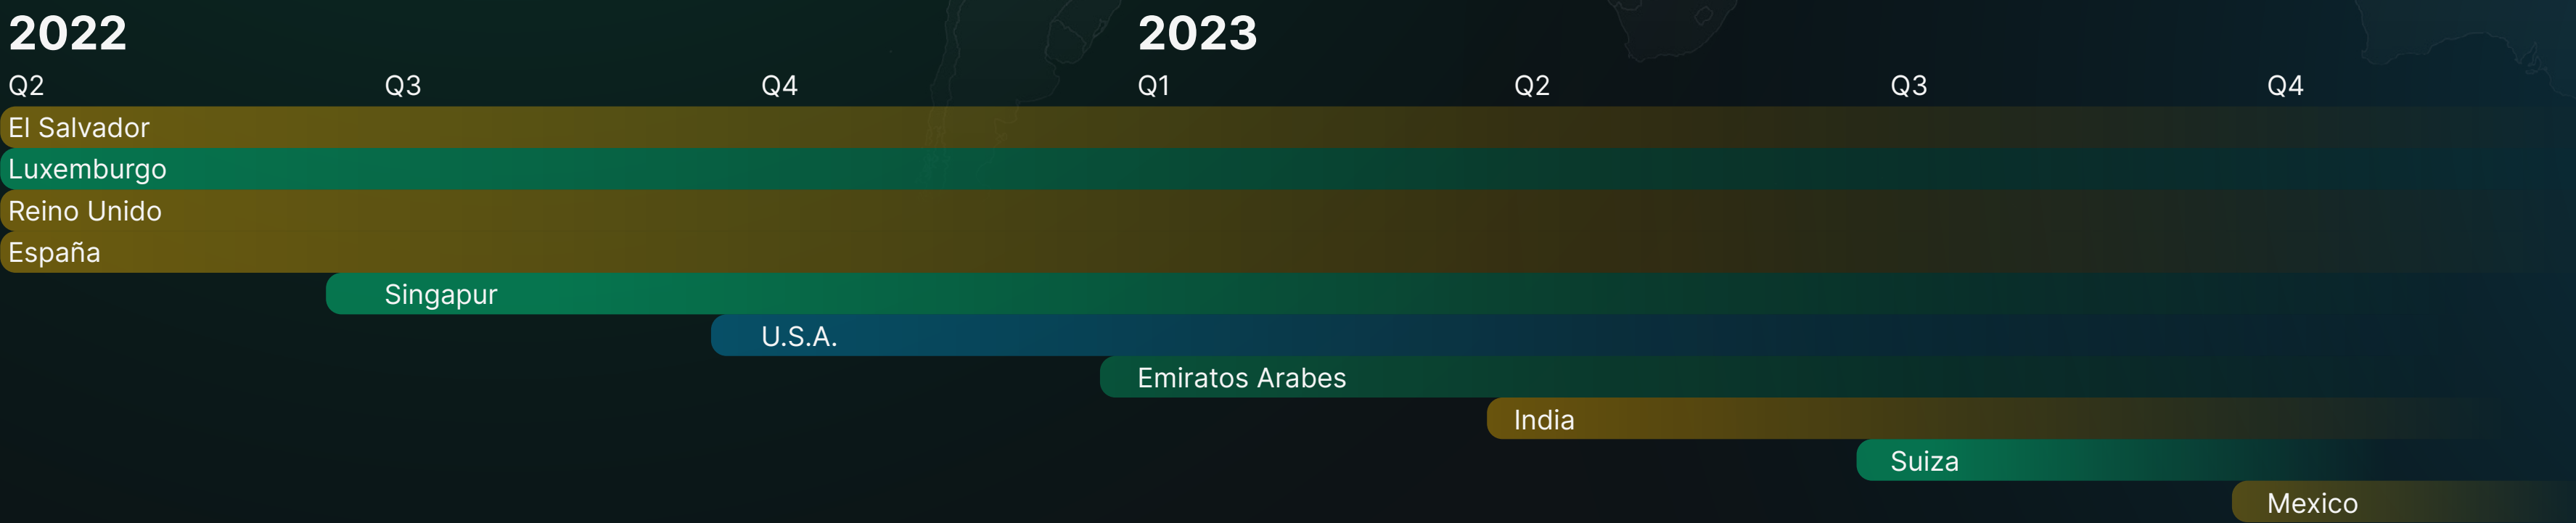 2022 2023
Q2 Q3 Q4 Q1 Q2 Q3 Q4
El Salvador
Luxemburgo
Reino Unido
España
Singapur
U.S.A.
Emiratos Arabes
India
Suiza
Mexico